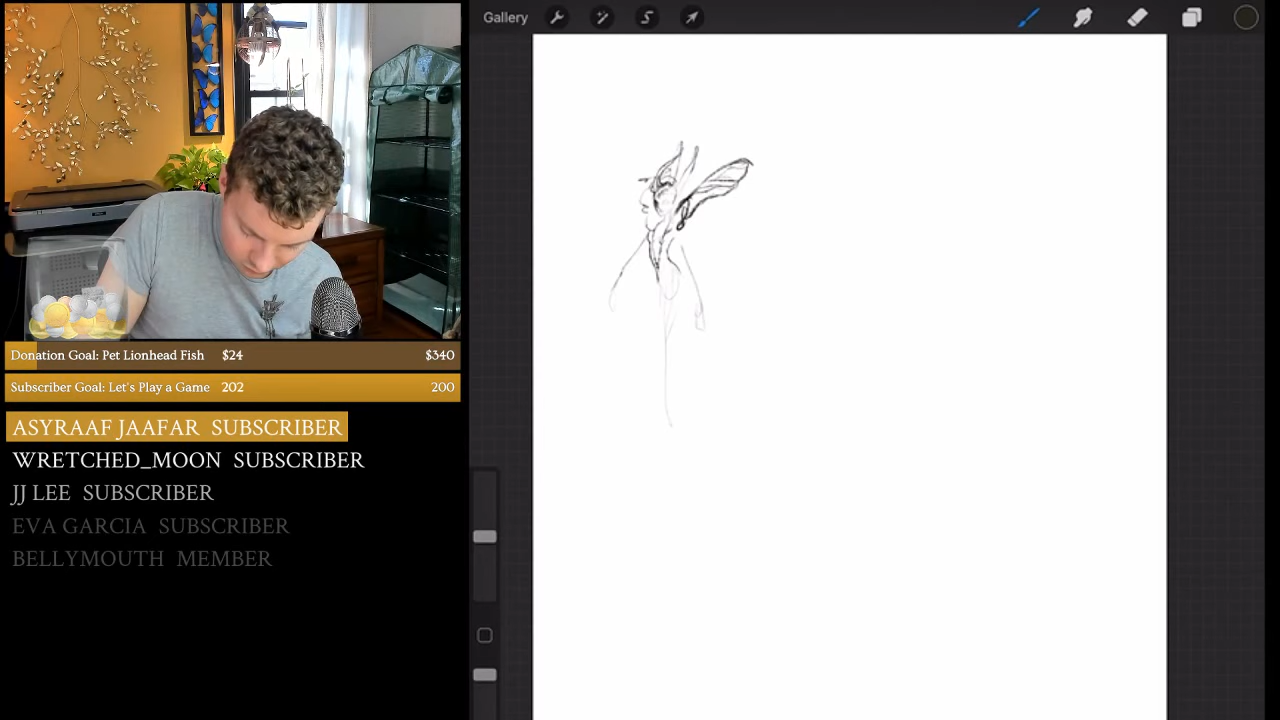 Gallery
Donation Goal: Pet Lionhead Fish $24 $340
Subscriber Goal: Let's Play a Game 202 200
ASYRAAF JAAFAR SUBSCRIBER
WRETCHED_MOON SUBSCRIBER
JJ LEE SUBSCRIBER
EVA GARCIA SUBSCRIBER
BELLYMOUTH MEMBER